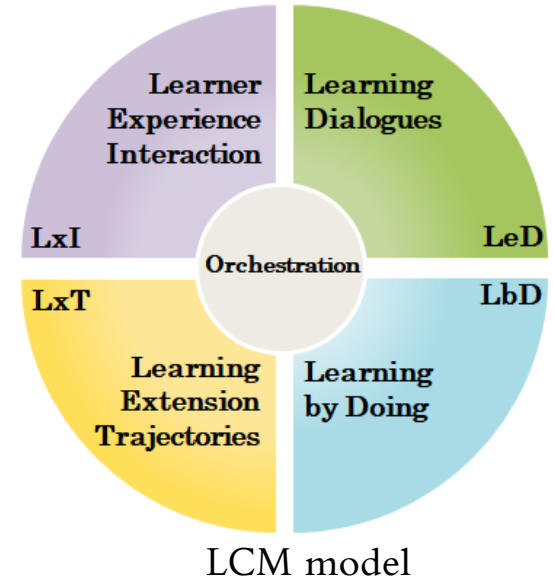 Learner
Experience
Interaction
LxI
Learning
Dialogues
LeD
Orchestration
LxT
Learning
Extension
Trajectories
LbD
Learning
by Doing
LCM model